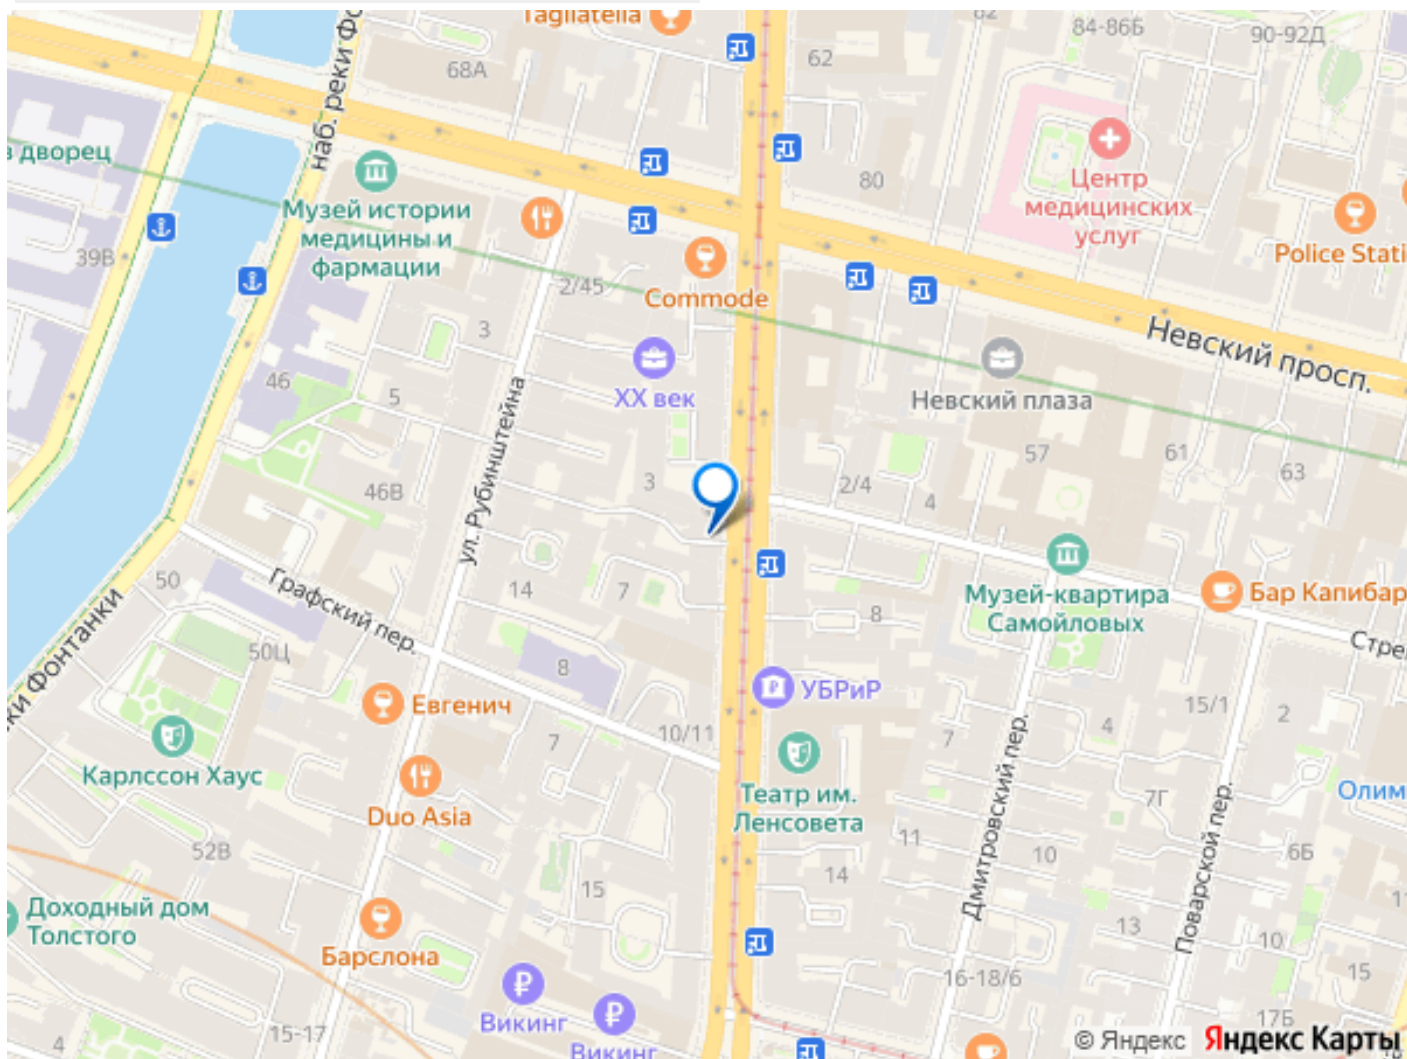 Tagliatella
62
84-86Б
90-92Д
68А
62
наб. реки Фо
в дворец
80
Центр
медицинских
услуг
Музей истории
медицины и
фармации
39В
Police Stati
2/45
Commode
3
Невский просп.
ХХ век
Невский плаза
46
5
ул. Рубинштейна
57
61
63
46В
3
2/4
4
50
Графский пер.
14
7
Музей-квартира
Самойловых
Бар Капибар
8
ки Фонтанки
50Ц
8
Стре
УБРиР
Евгенич
10/11
7
7
4
15/1
2
Карлссон Хаус
Duo Asia
Театр им.
Ленсовета
Дмитровский пер.
7Г
Поварской пер.
Олим
52В
11
10
6Б
15
14
Доходный дом
Толстого
13
10
Барслона
16-18/6
15
Викинг
15-17
17Б
4
Викинг
© Яндекс Яндекс Карты